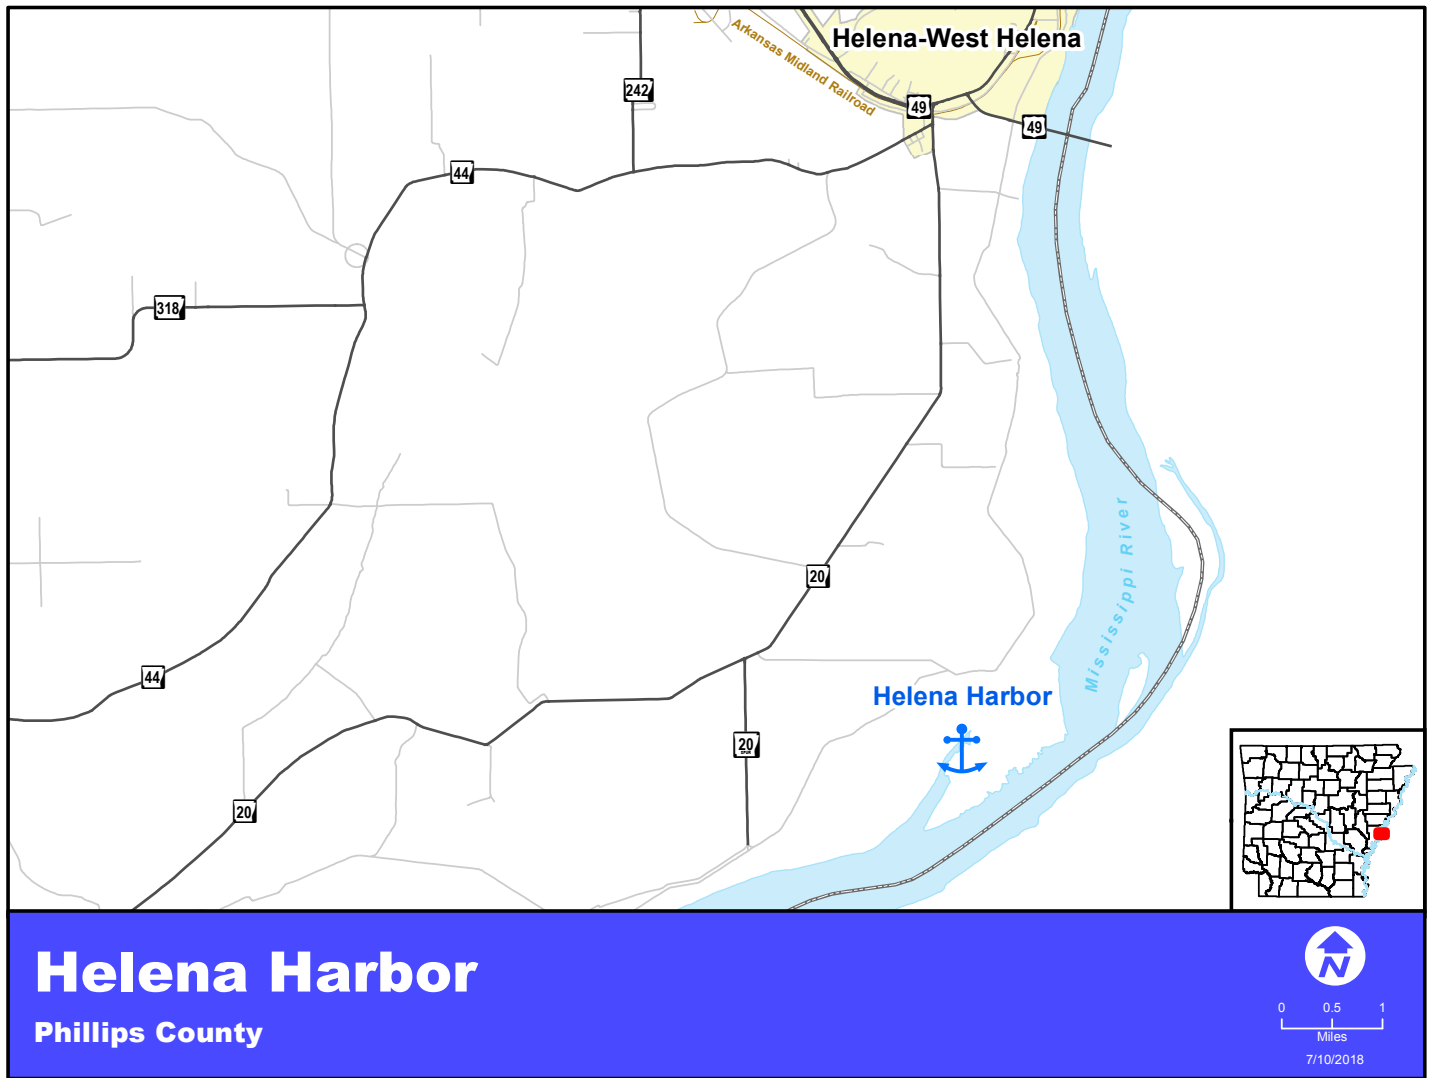 Helena-West Helena
Arkansas Midland Railroad
242
49
49
44
318
20
44
Mississippi River
Helena Harbor
20
SPUR
20
Helena Harbor
Phillips County
N
0 0.5 1
Miles
7/10/2018